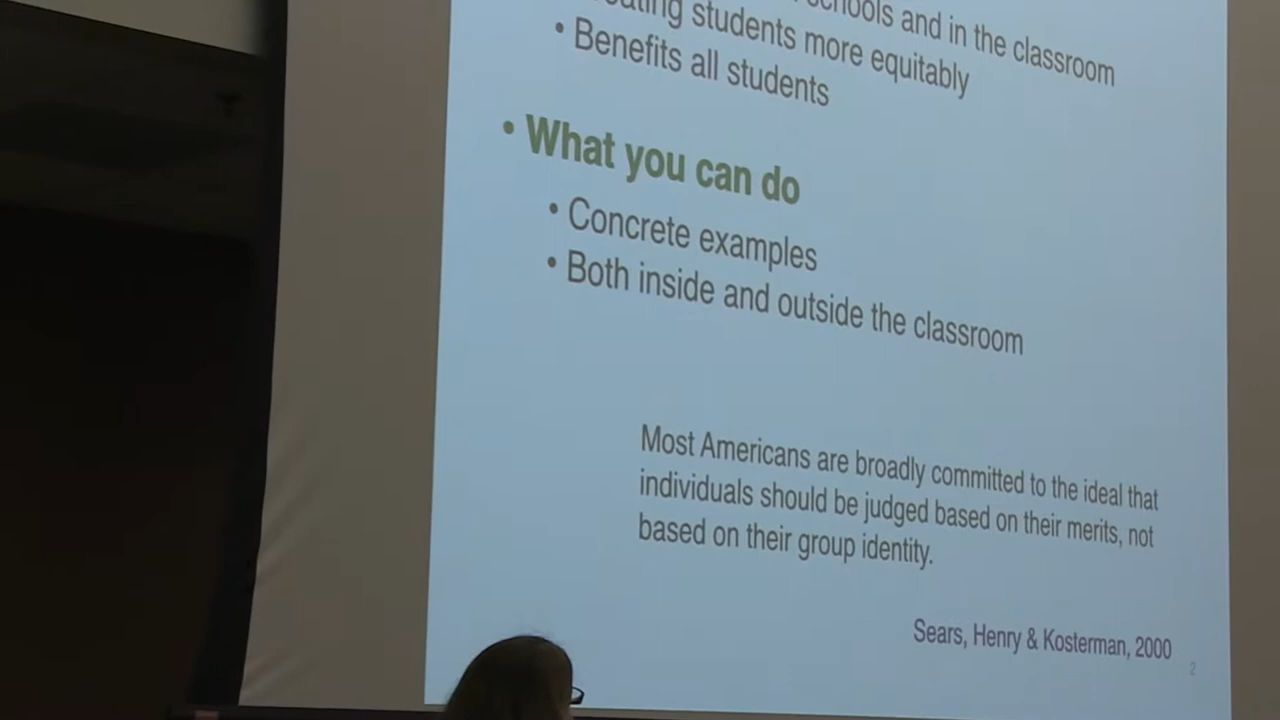 schools and in the classroom
students more equitably
• Benefits all students
• What you can do
• Concrete examples
• Both inside and outside the classroom
Most Americans are broadly committed to the ideal that
individuals should be judged based on their merits, not
based on their group identity.
Sears, Henry & Kosterman, 2000
2